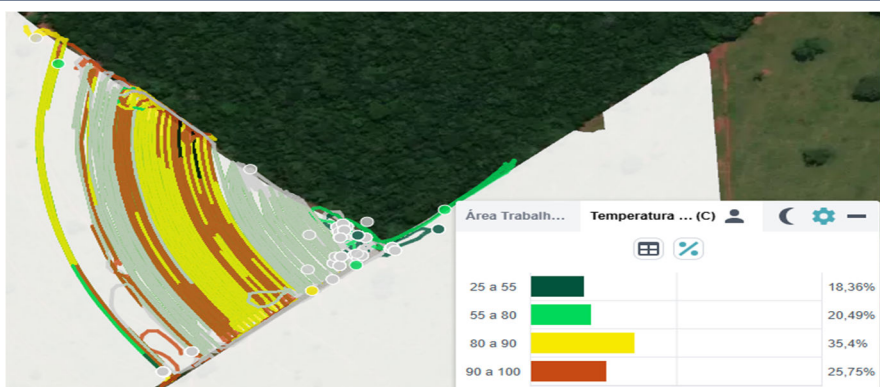 Área Trabalh... Temperatura ... (C)
25 a 55 18,36%
55 a 80 20,49%
80 a 90 35,4%
90 a 100 25,75%